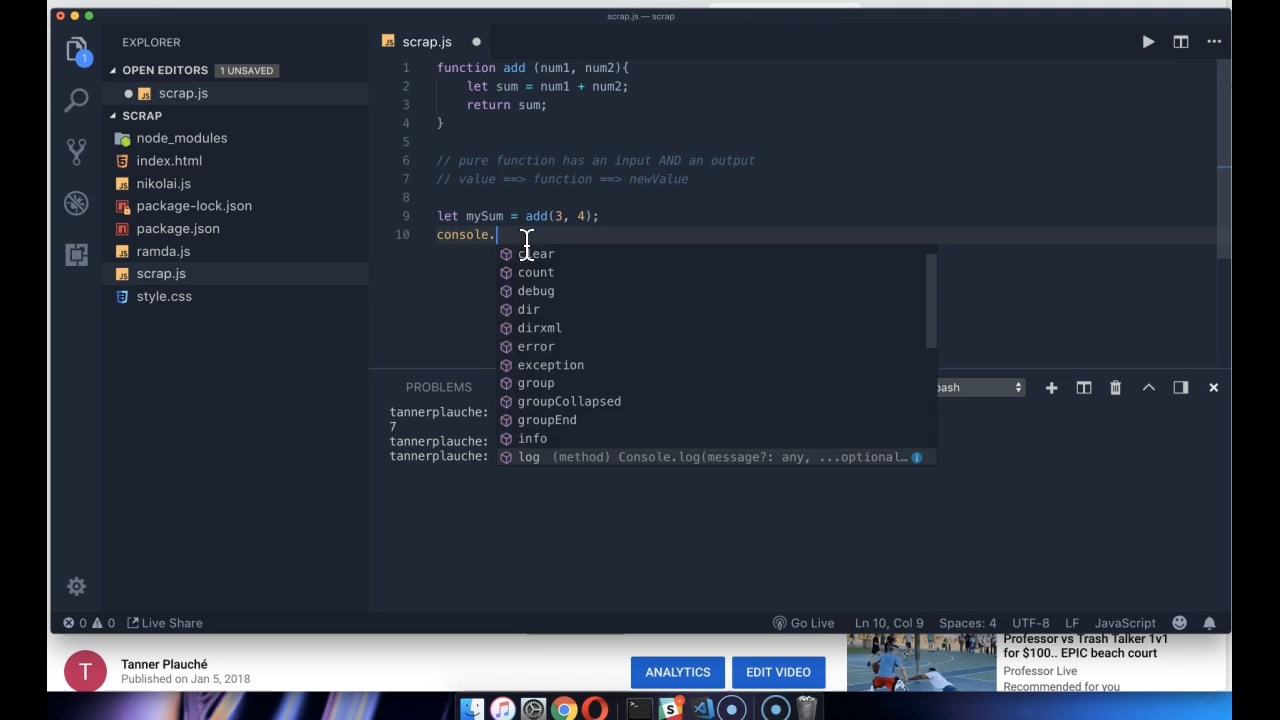 scrap.js — scrap
EXPLORER
OPEN EDITORS 1 UNSAVED
scrap.js
SCRAP
node_modules
index.html
nikolai.js
package-lock.json
package.json
ramda.js
scrap.js
style.css
1
scrap.js
1 function add (num1, num2){
2 let sum = num1 + num2;
3 return sum;
4 }
5
6 // pure function has an input AND an output
7 // value ==> function ==> newValue
8
9 let mySum = add(3, 4);
10 console.
clear
count
debug
dir
dirxml
error
exception
group
groupCollapsed
groupEnd
info
log (method) Console.log(message?: any, ...optional…
PROBLEMS
bash
tannerplauche:
7
tannerplauche:
tannerplauche:
0 0 Live Share
Go Live Ln 10, Col 9 Spaces: 4 UTF-8 LF JavaScript
T
Tanner Plauché
Published on Jan 5, 2018
ANALYTICS
EDIT VIDEO
Professor vs Trash Talker 1v1
for $100.. EPIC beach court
Professor Live
Recommended for you